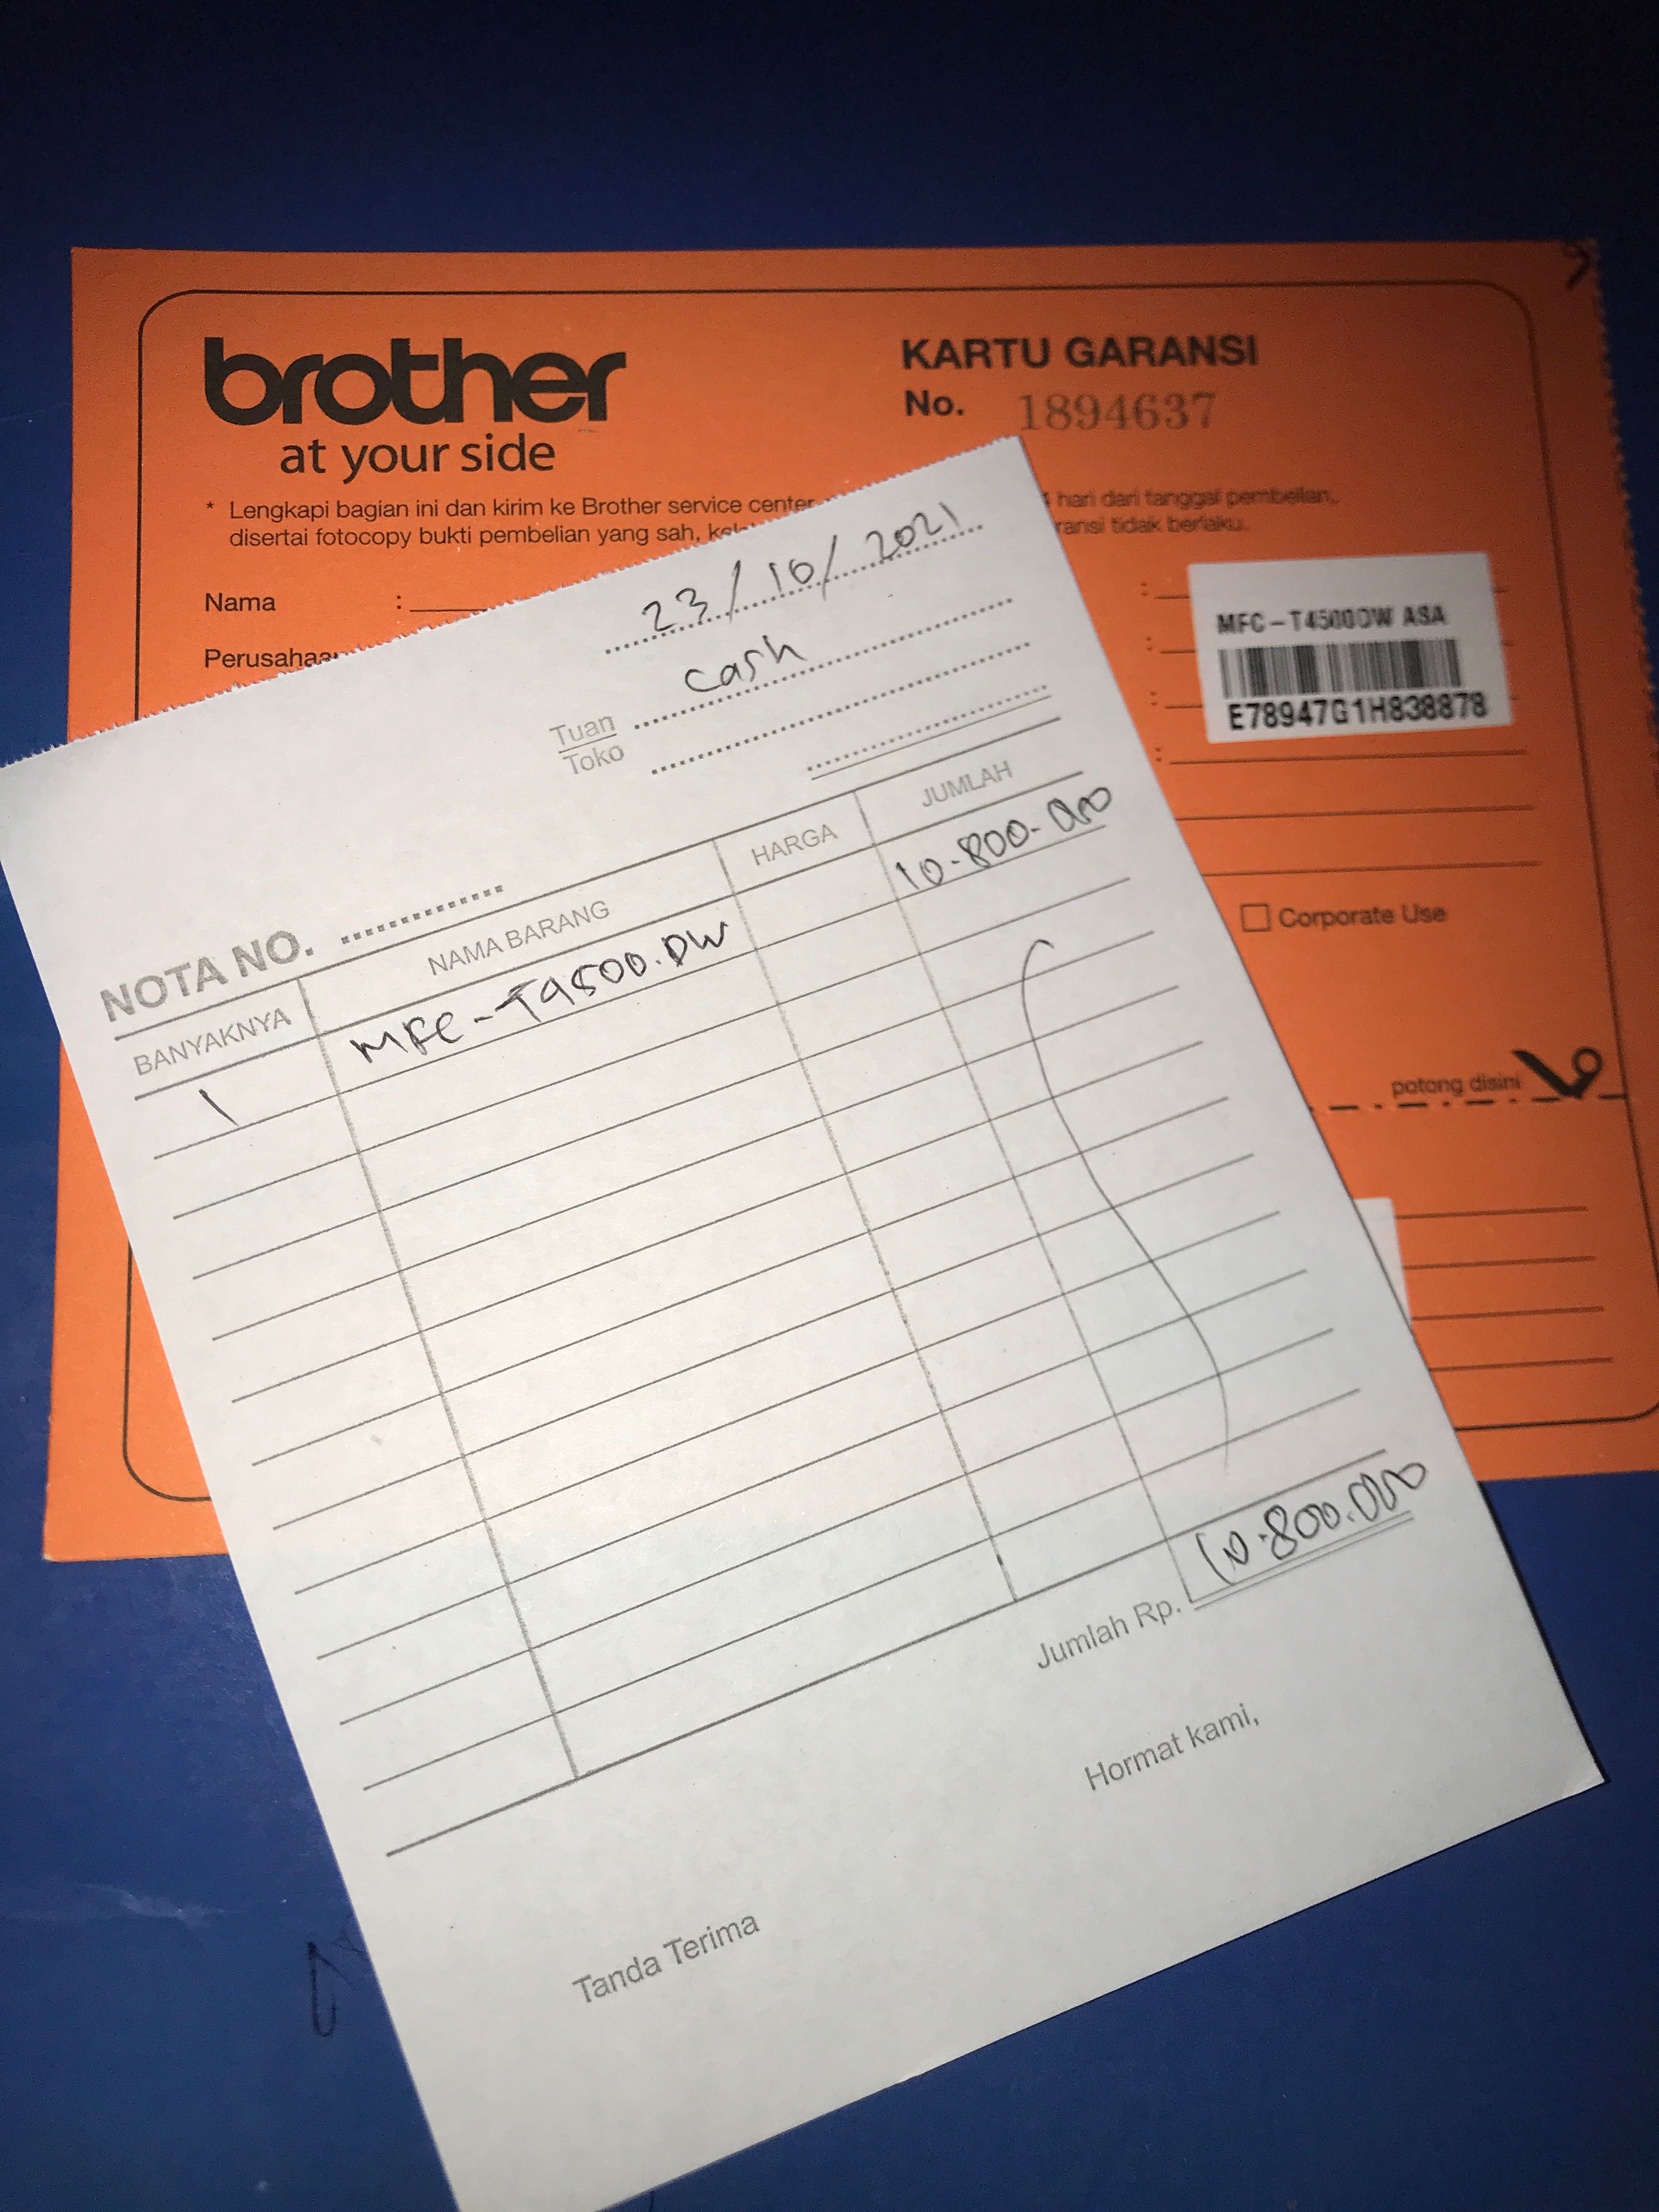 brother
at your side
KARTU GARANSI
No. 1894637
* Lengkapi bagian ini dan kirim ke Brother service center
hari dari tanggal pembelian,
disertai fotocopy bukti pembelian yang sah,
tidak berlaku.
Nama :
Perusahaan
MFC-T4500DW ASA
E78947G1H838878
Corporate Use
potong disini
23/10/2021
Tuan cash
Toko
NOTA NO.
BANYAKNYA NAMA BARANG HARGA JUMLAH
1 MFC-T4500.DW 10-800-000
Jumlah Rp. 10.800.000
Tanda Terima
Hormat kami,